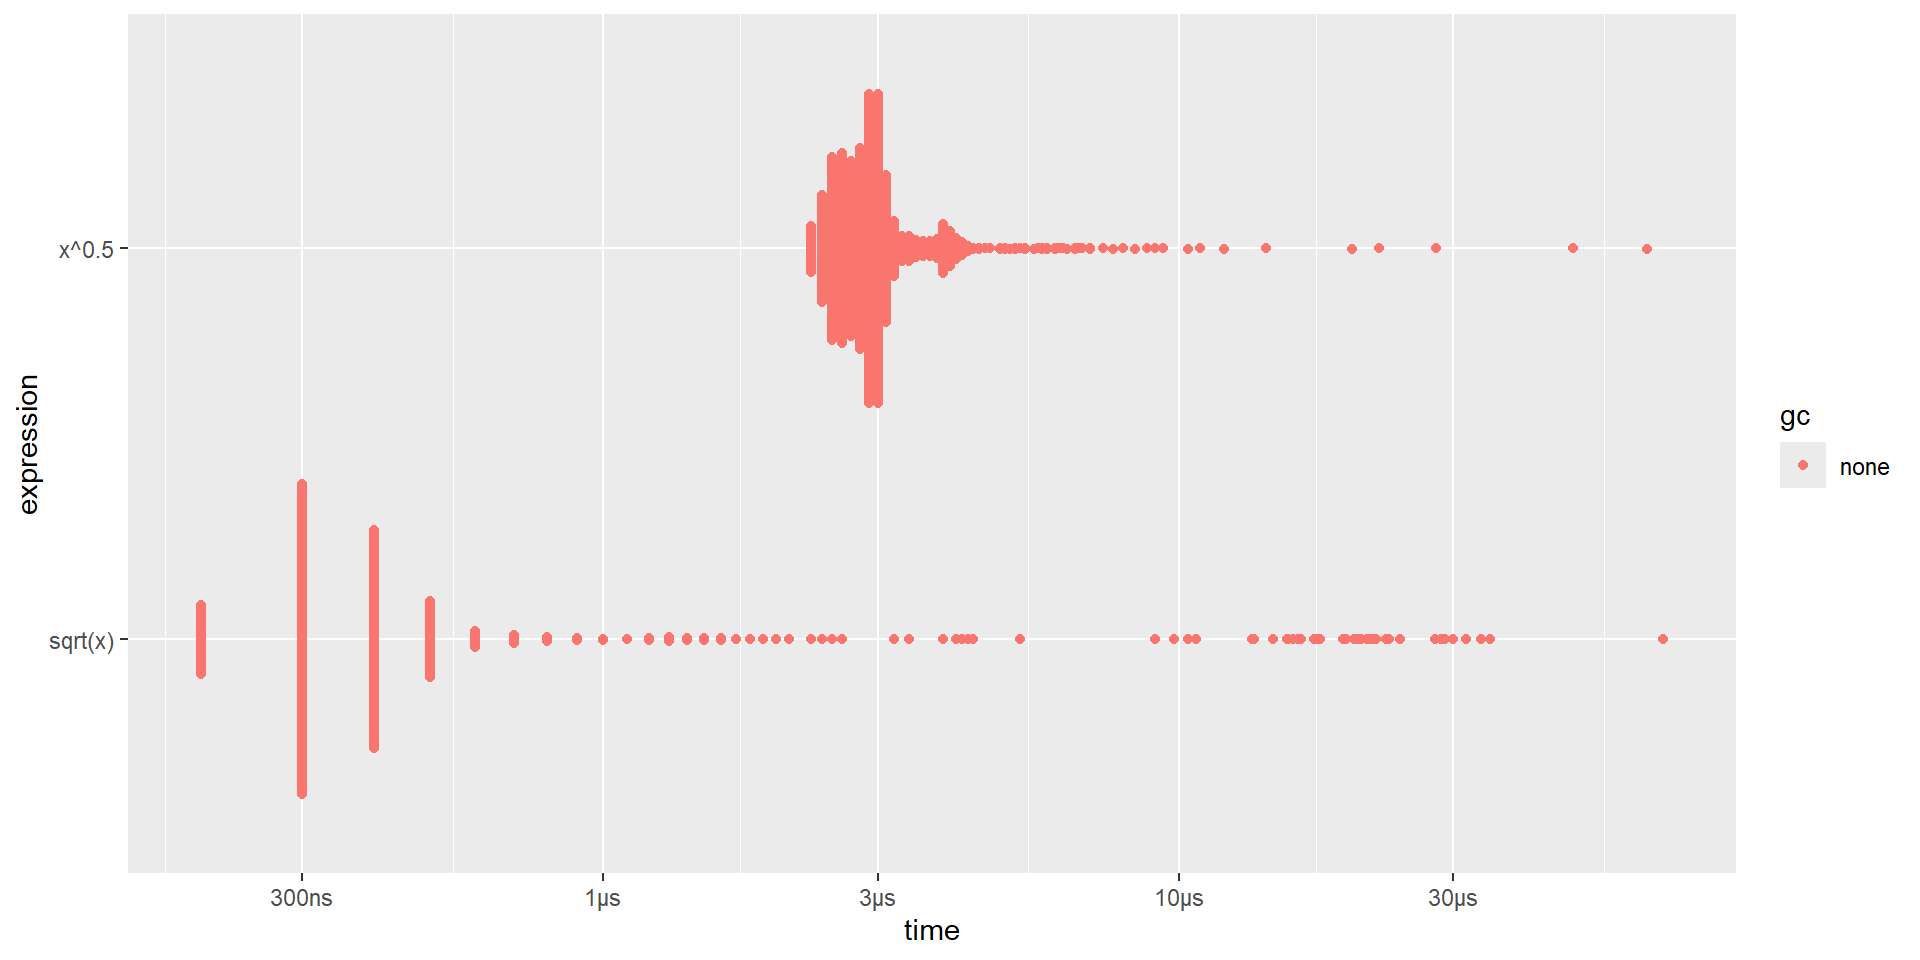 expression
x^0.5
sqrt(x)
300ns
1µs
3µs
10µs
30µs
time
gc
none